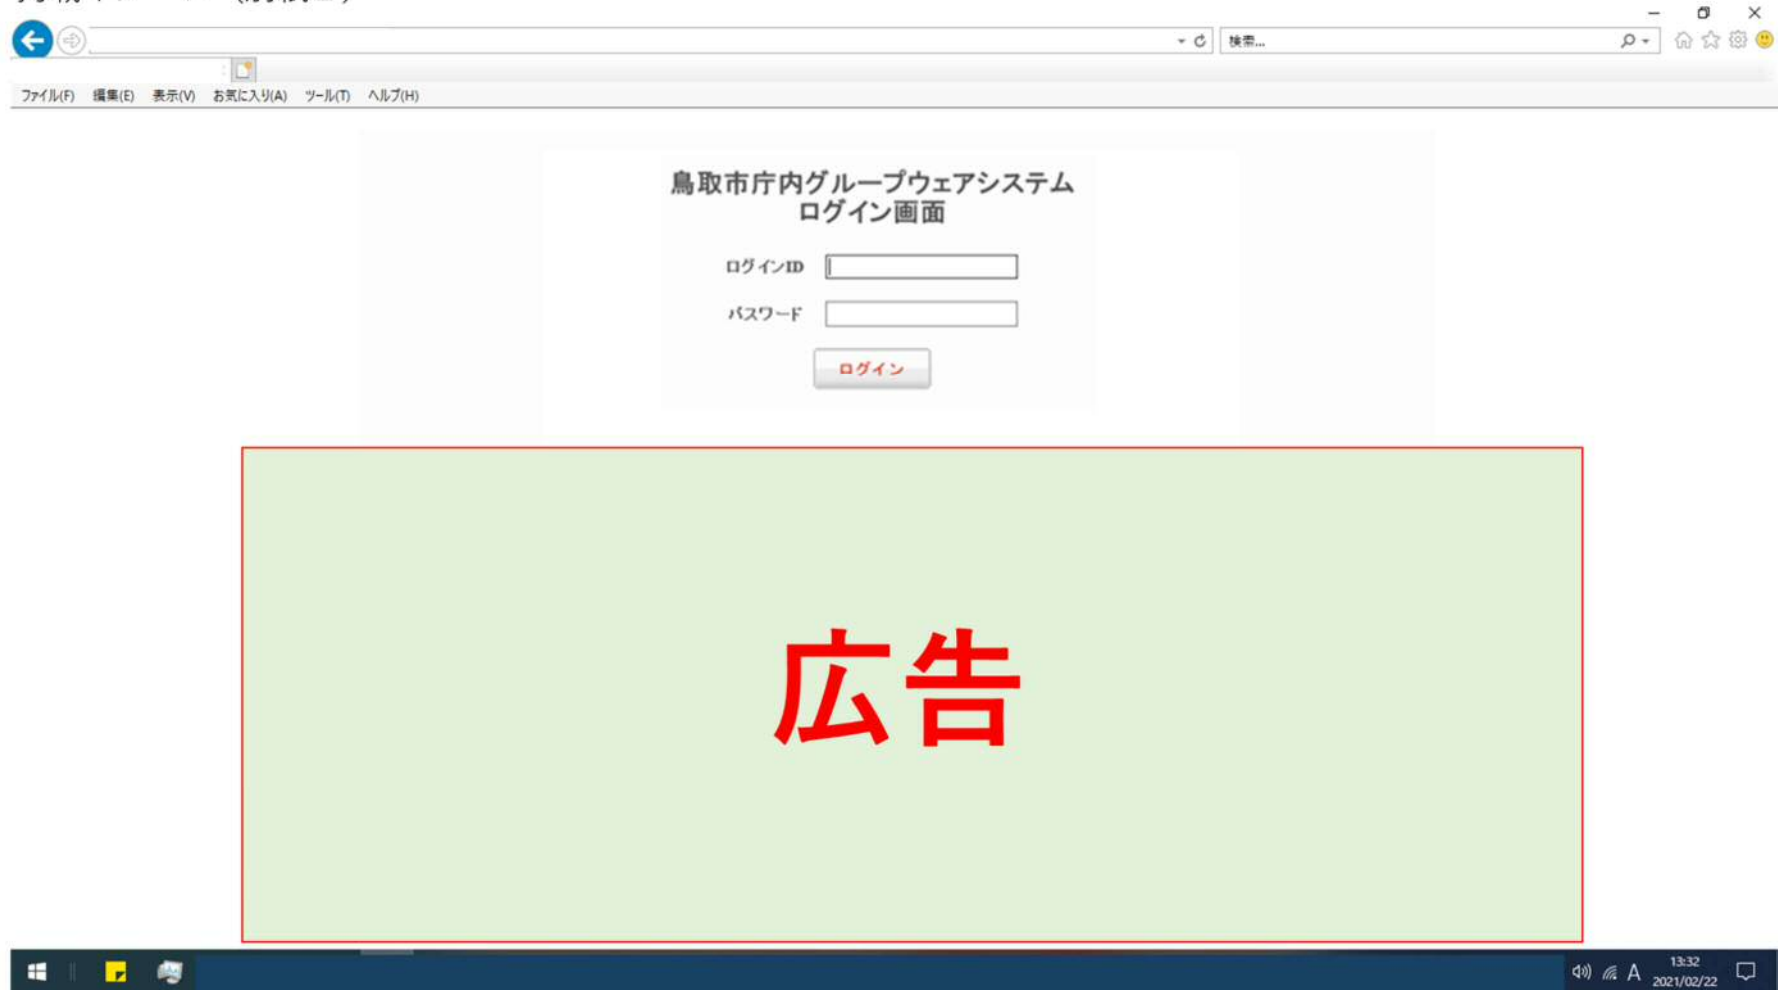 検索...
ファイル(F) 編集(E) 表示(V) お気に入り(A) ツール(T) ヘルプ(H)
鳥取市庁内グループウェアシステム
ログイン画面
ログインID
パスワード
ログイン
広告
A
13:32
2021/02/22